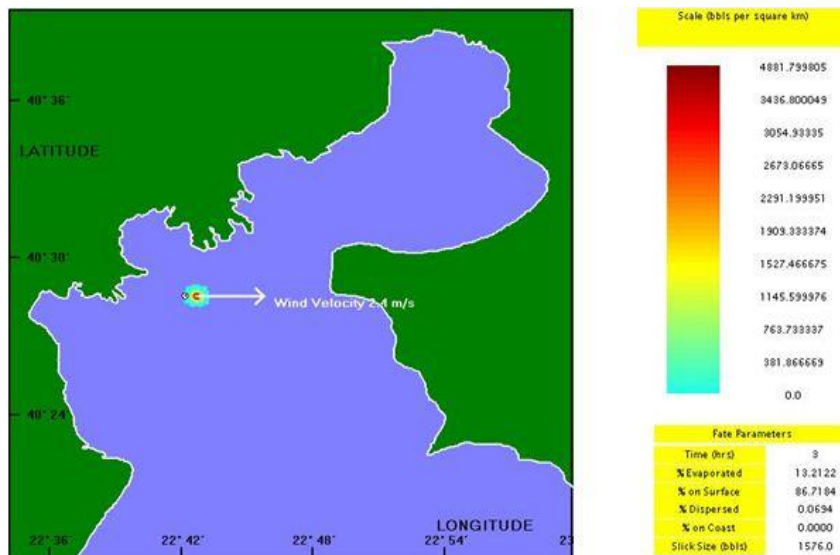 Scale (bbls per square km)
4881.799805
3436.800049
3054.93335
2673.06665
2291.199951
1909.333374
1527.466675
1145.599976
763.733337
381.866669
0.0
40° 36'
LATITUDE
40° 38'
Wind Velocity 2.4 m/s
40° 24'
LONGITUDE
22° 36' 22° 42' 22° 48' 22° 54' 23
Fate Parameters
Time (hrs) 3
% Evaporated 13.2122
% on Surface 86.7184
% Dispersed 0.0694
% on Coast 0.0000
Slick Size (bbls) 1576.0